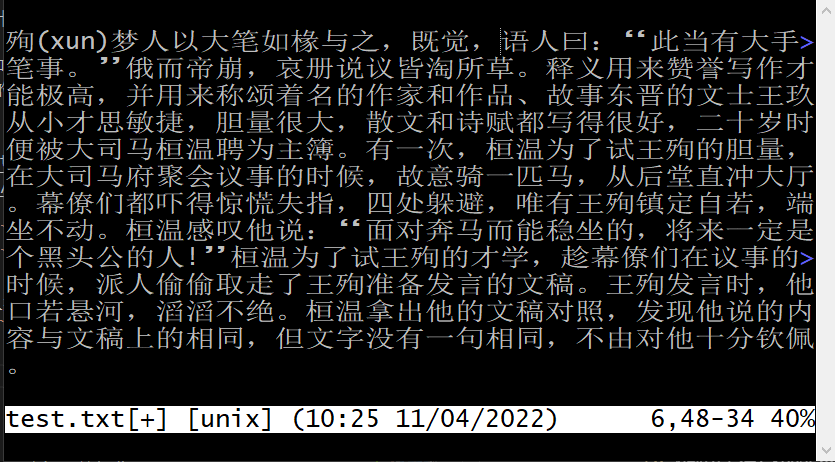 殉(xun)梦人以大笔如椽与之，既觉，语人曰：“此当有大手>
笔事。”俄而帝崩，哀册说议皆淘所草。释义用来赞誉写作才
能极高，并用来称颂着名的作家和作品、故事东晋的文士王玖
从小才思敏捷，胆量很大，散文和诗赋都写得很好，二十岁时
便被大司马桓温聘为主簿。有一次，桓温为了试王殉的胆量，
在大司马府聚会议事的时候，故意骑一匹马，从后堂直冲大厅
。幕僚们都吓得惊慌失指，四处躲避，唯有王殉镇定自若，端
坐不动。桓温感叹他说：“面对奔马而能稳坐的，将来一定是
个黑头公的人!”桓温为了试王殉的才学，趁幕僚们在议事的>
时候，派人偷偷取走了王殉准备发言的文稿。王殉发言时，他
口若悬河，滔滔不绝。桓温拿出他的文稿对照，发现他说的内
容与文稿上的相同，但文字没有一句相同，不由对他十分钦佩
。
test.txt[+] [unix] (10:25 11/04/2022) 6,48-34 40%